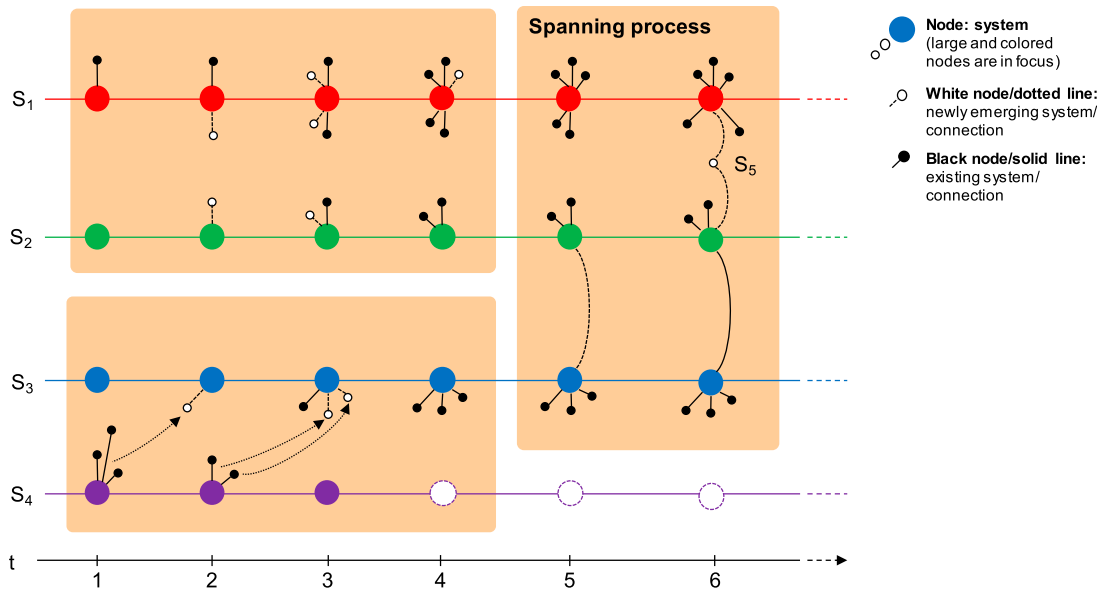 Spanning process
Node: system
(large and colored
nodes are in focus)
White node/dotted line:
newly emerging system/
connection
Black node/solid line:
existing system/
connection
S1
S5
S2
S3
S4
t
1 2 3 4 5 6